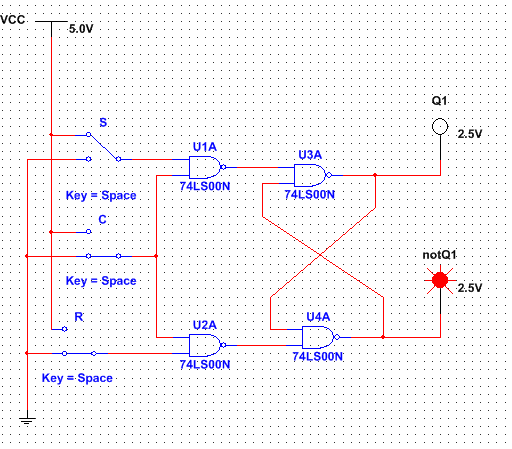 VCC
5.0V
Q1
2.5V
S
U1A
74LS00N
U3A
74LS00N
Key = Space
C
Key = Space
notQ1
2.5V
R
U2A
74LS00N
U4A
74LS00N
Key = Space